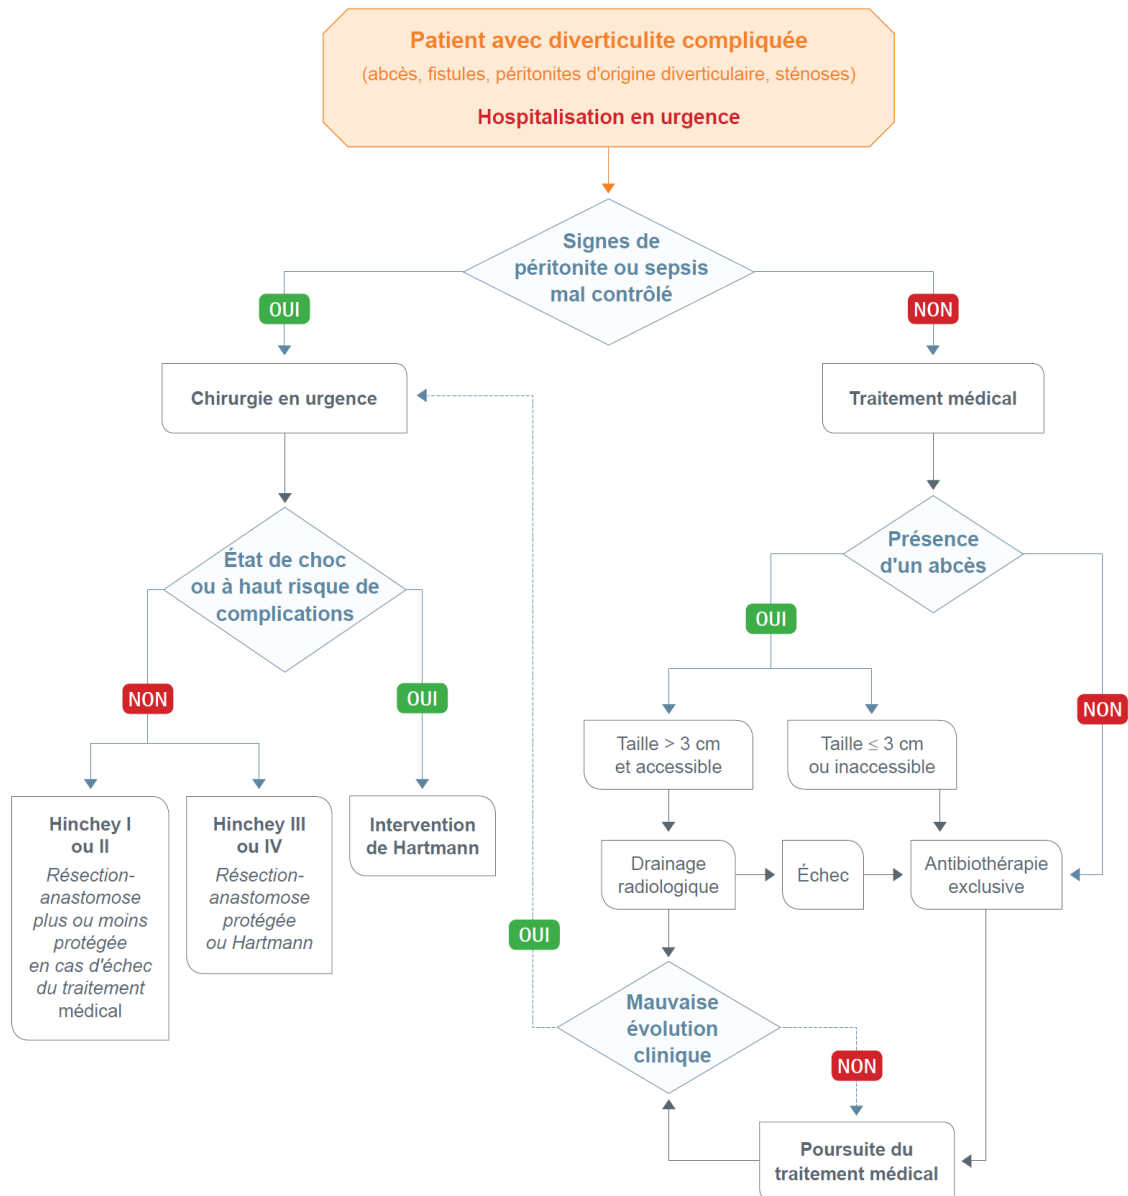 Patient avec diverticulite compliquée
(abcès, fistules, péritonites d'origine diverticulaire, sténoses)
Hospitalisation en urgence
Signes de
péritonite ou sepsis
mal contrôlé
OUI
NON
Chirurgie en urgence
Traitement médical
État de choc
ou à haut risque de
complications
Présence
d'un abcès
OUI
NON
OUI
NON
Taille > 3 cm
et accessible
Taille ≤ 3 cm
ou inaccessible
Hinchey I
ou II
Résection-
anastomose
plus ou moins
protégée
en cas d'échec
du traitement
médical
Hinchey III
ou IV
Résection-
anastomose
protégée
ou Hartmann
Intervention
de Hartmann
Drainage
radiologique
Échec
Antibiothérapie
exclusive
OUI
Mauvaise
évolution
clinique
NON
Poursuite du
traitement médical